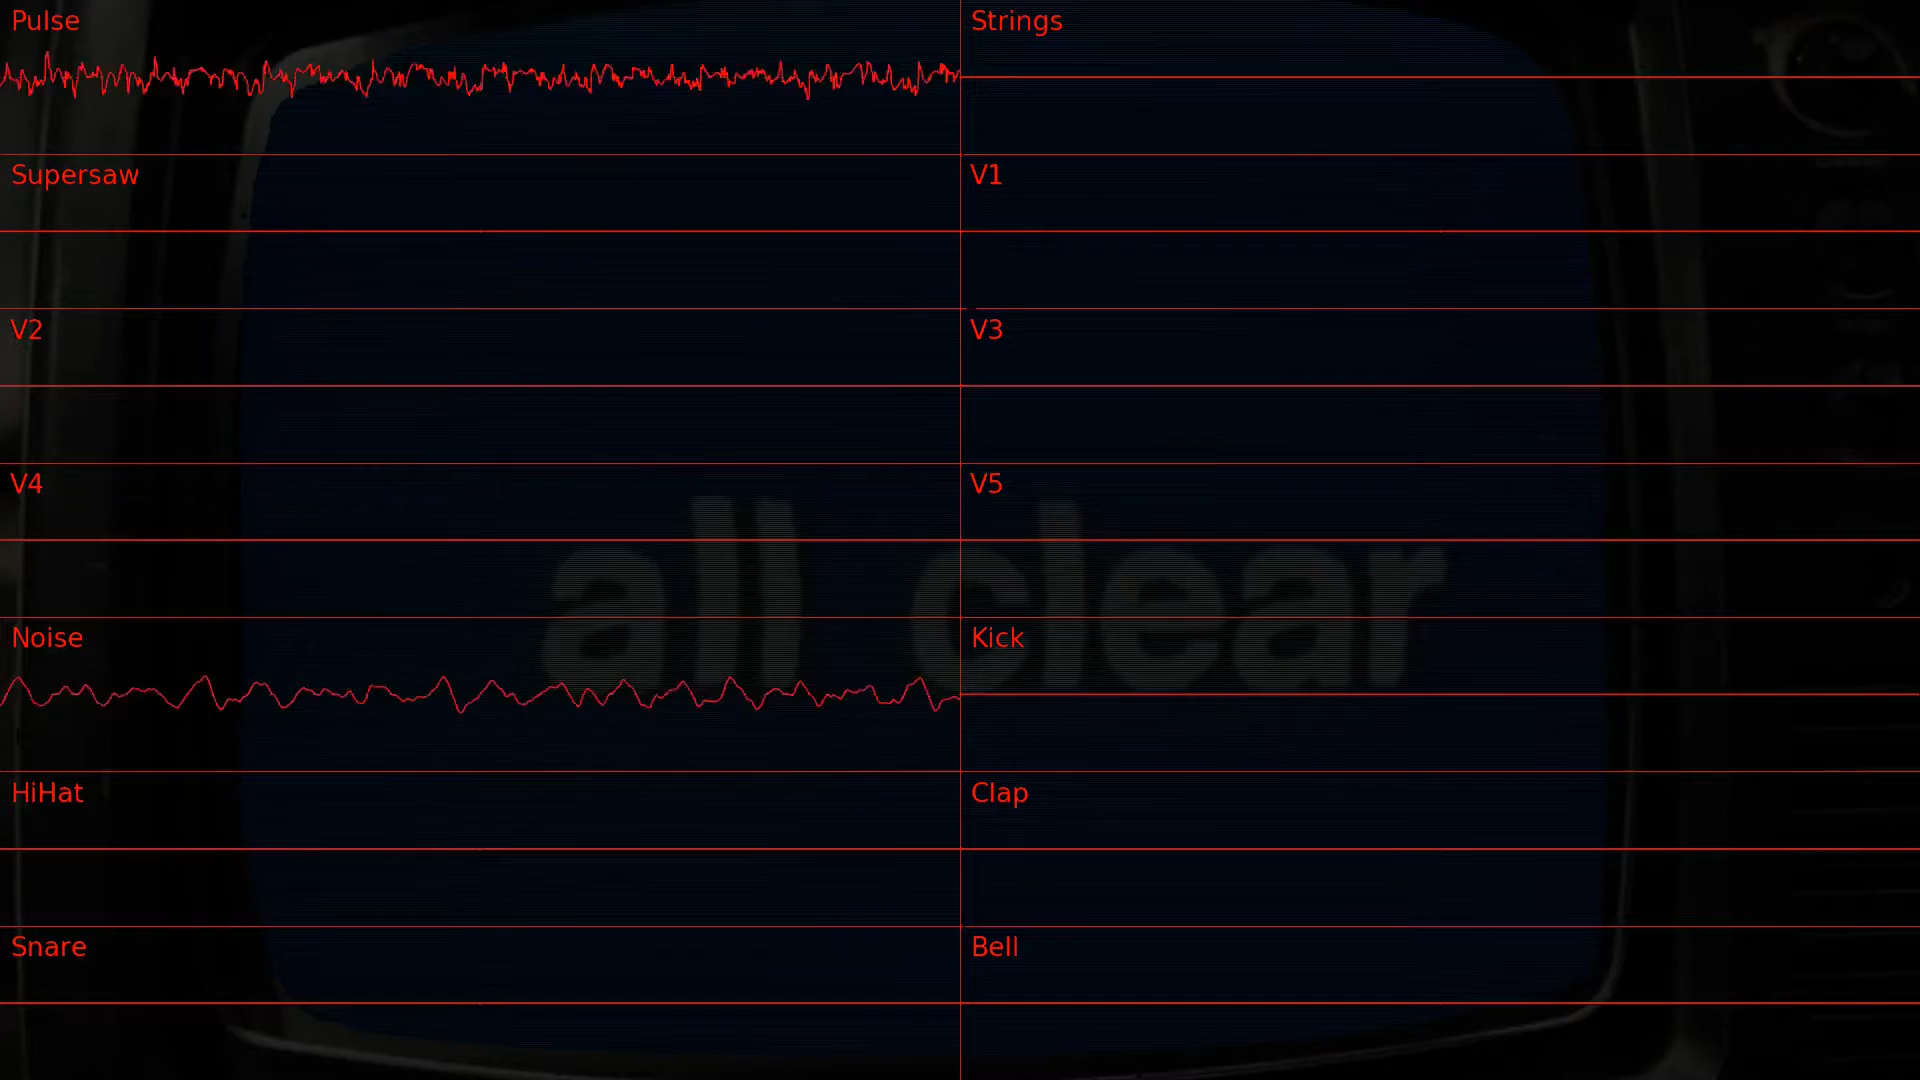 Pulse
Strings
Supersaw
V1
V2
V3
V4
V5
all clear
Noise
Kick
HiHat
Clap
Snare
Bell